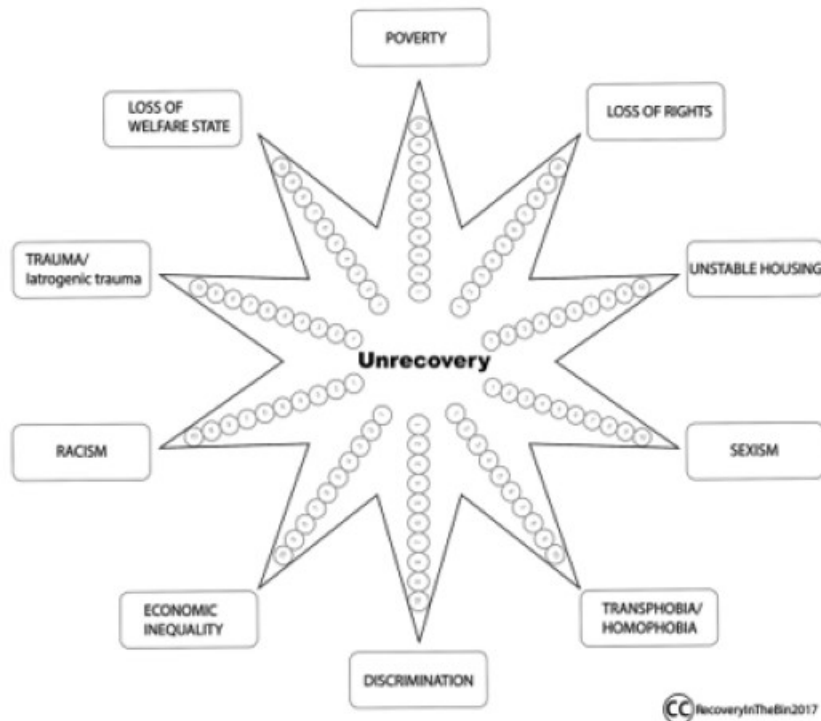 POVERTY
LOSS OF
WELFARE STATE
LOSS OF RIGHTS
TRAUMA/
Iatrogenic trauma
UNSTABLE HOUSING
Unrecovery
RACISM
SEXISM
ECONOMIC
INEQUALITY
TRANSPHOBIA/
HOMOPHOBIA
DISCRIMINATION
CC RecoveryInTheBin2017